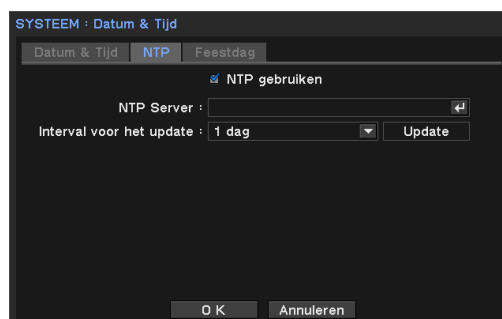 SYSTEEM : Datum & Tijd
Datum & Tijd NTP Feestdag
NTP gebruiken
NTP Server :
Interval voor het update : 1 dag Update
OK Annuleren